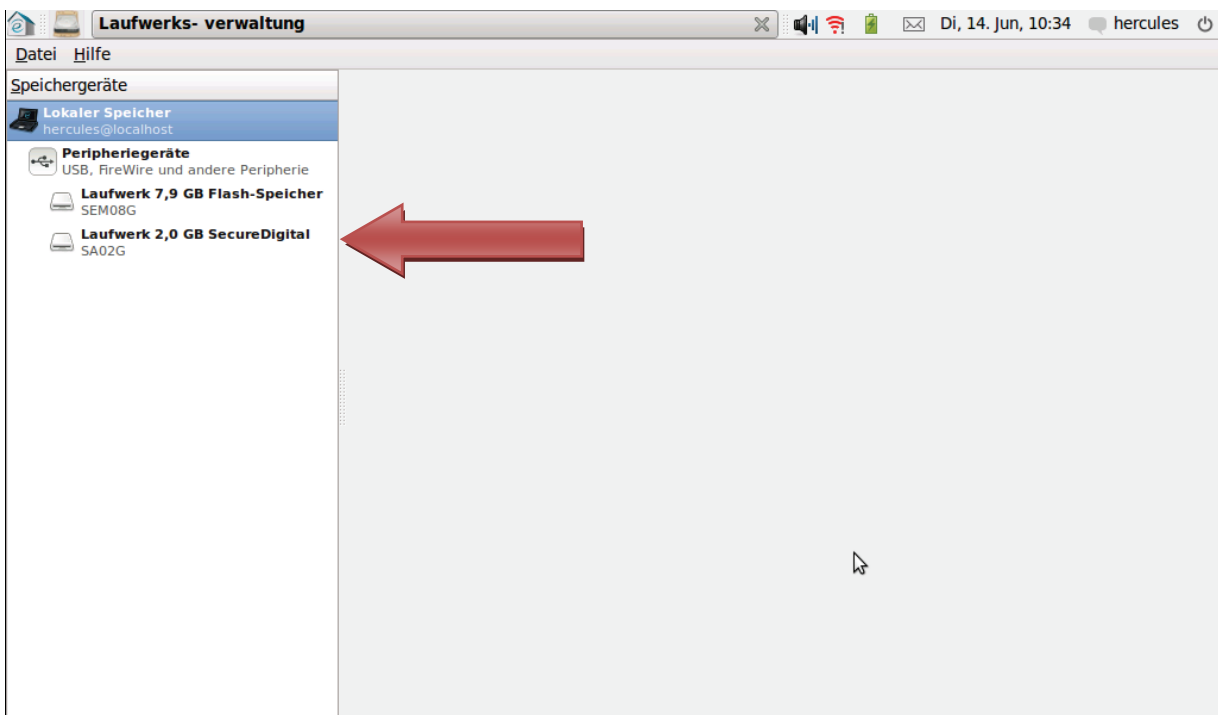 Laufwerks- verwaltung
Di, 14. Jun, 10:34
hercules
Datei Hilfe
Speichergeräte
Lokaler Speicher
hercules@localhost
Peripheriegeräte
USB, FireWire und andere Peripherie
Laufwerk 7,9 GB Flash-Speicher
SEM08G
Laufwerk 2,0 GB SecureDigital
SA02G